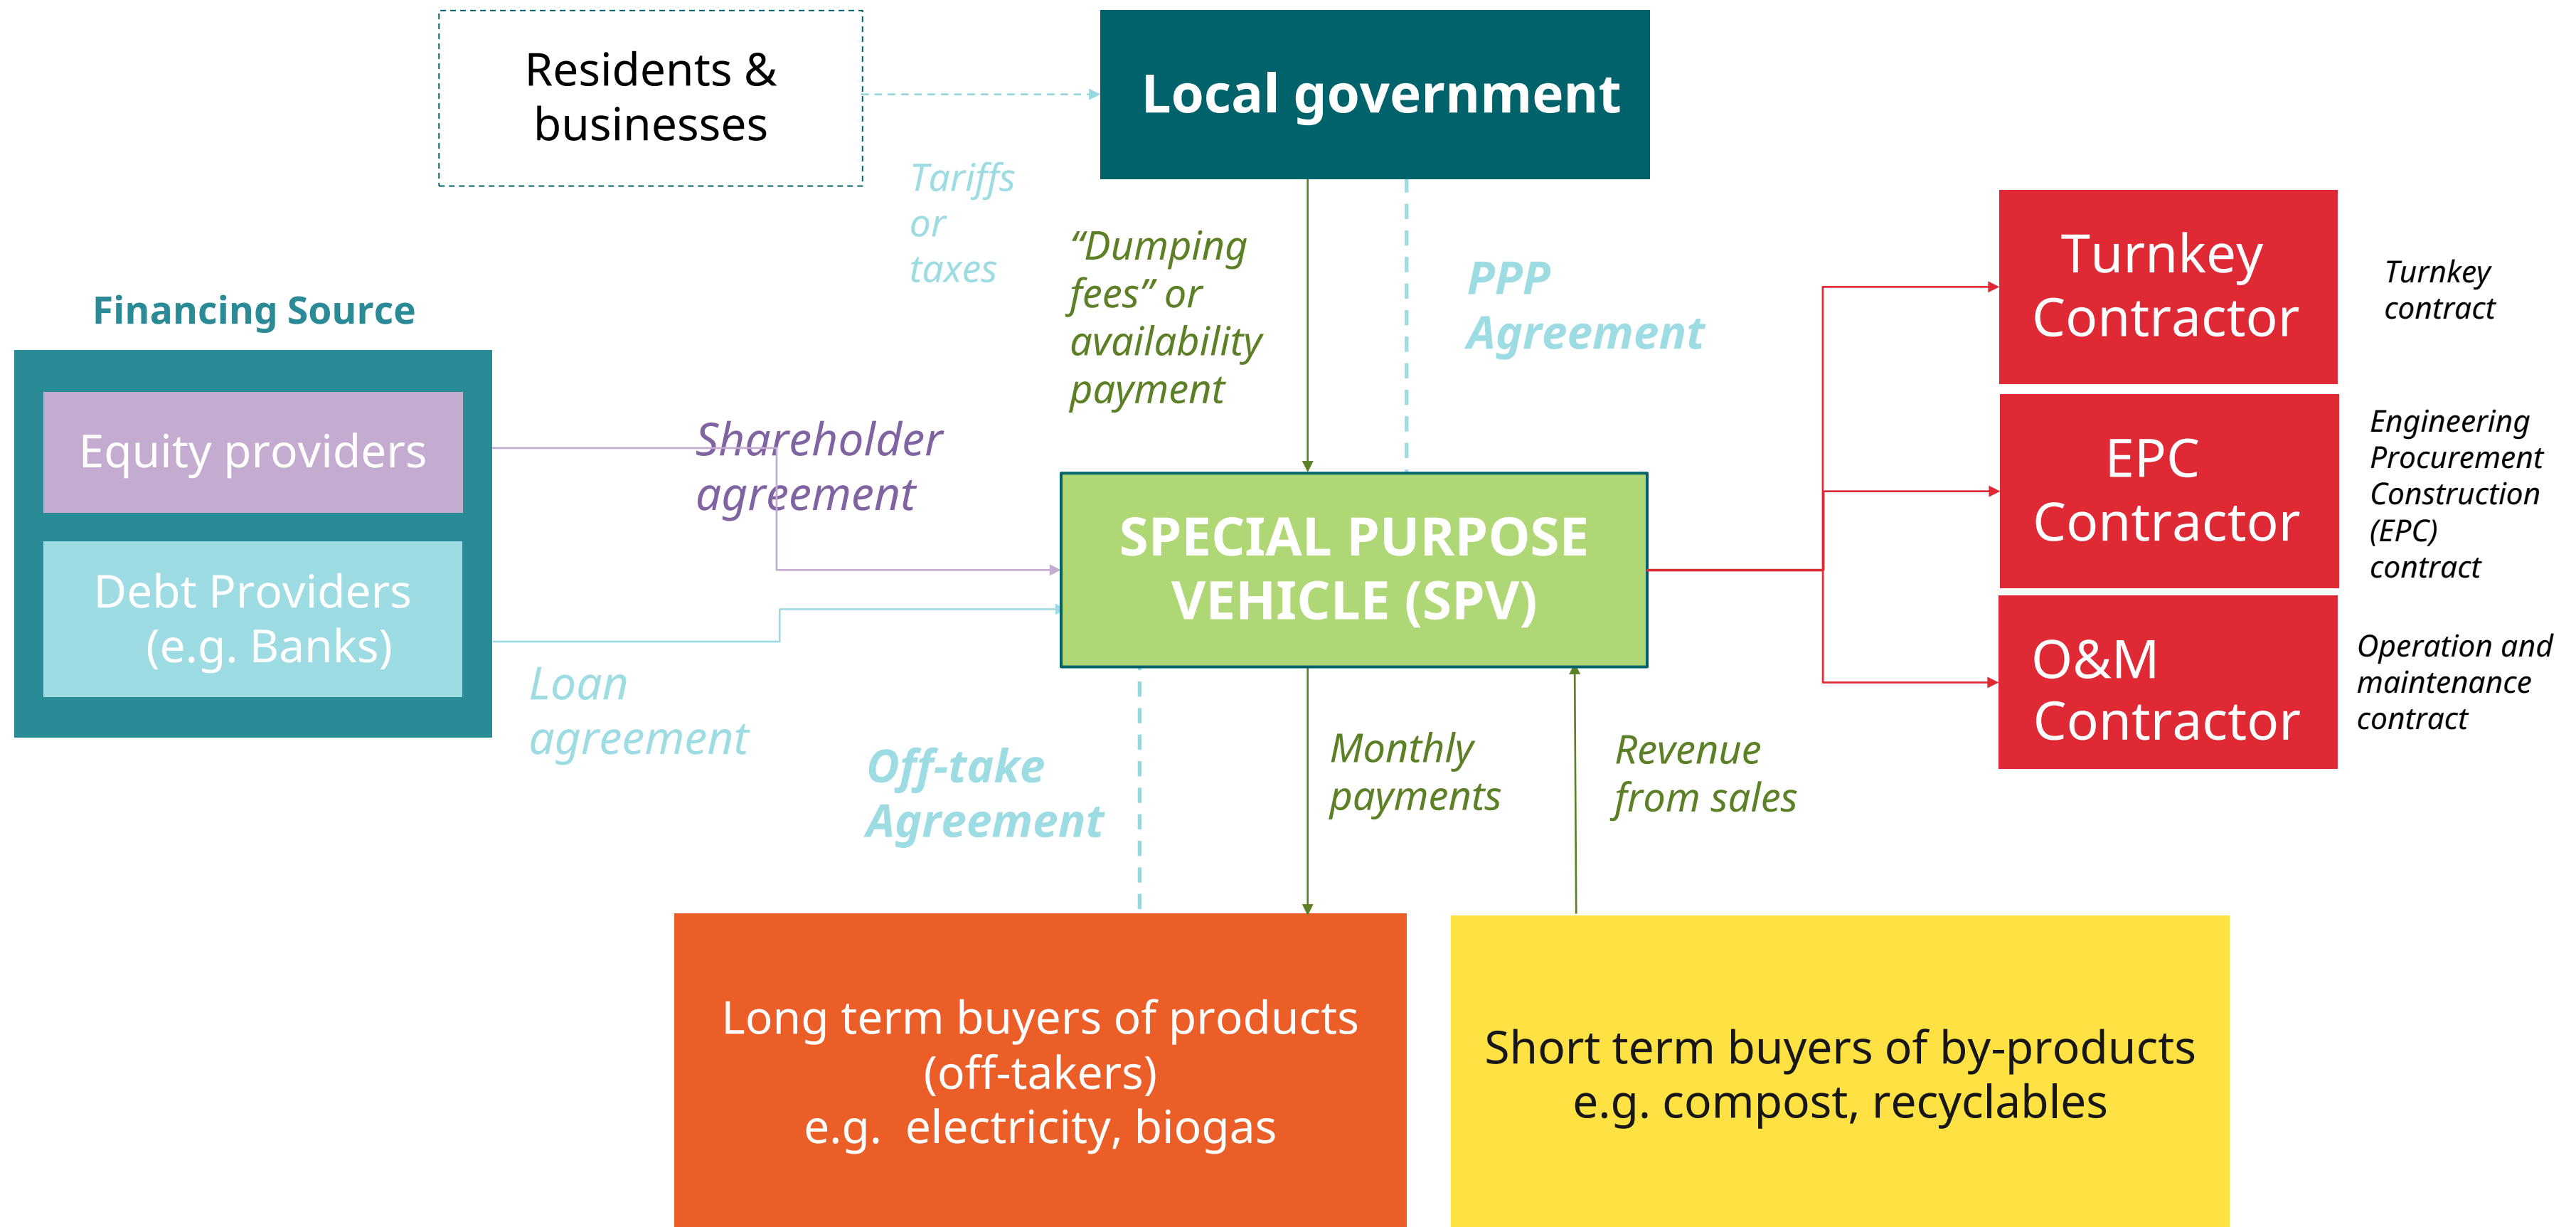 Residents &
businesses
Local government
Tariffs
or
taxes
“Dumping
fees” or
availability
payment
PPP
Agreement
Financing Source
Equity providers
Debt Providers
(e.g. Banks)
Shareholder
agreement
Loan
agreement
SPECIAL PURPOSE
VEHICLE (SPV)
Turnkey
Contractor
Turnkey
contract
EPC
Contractor
Engineering
Procurement
Construction
(EPC)
contract
O&M
Contractor
Operation and
maintenance
contract
Off-take
Agreement
Monthly
payments
Revenue
from sales
Long term buyers of products
(off-takers)
e.g. electricity, biogas
Short term buyers of by-products
e.g. compost, recyclables